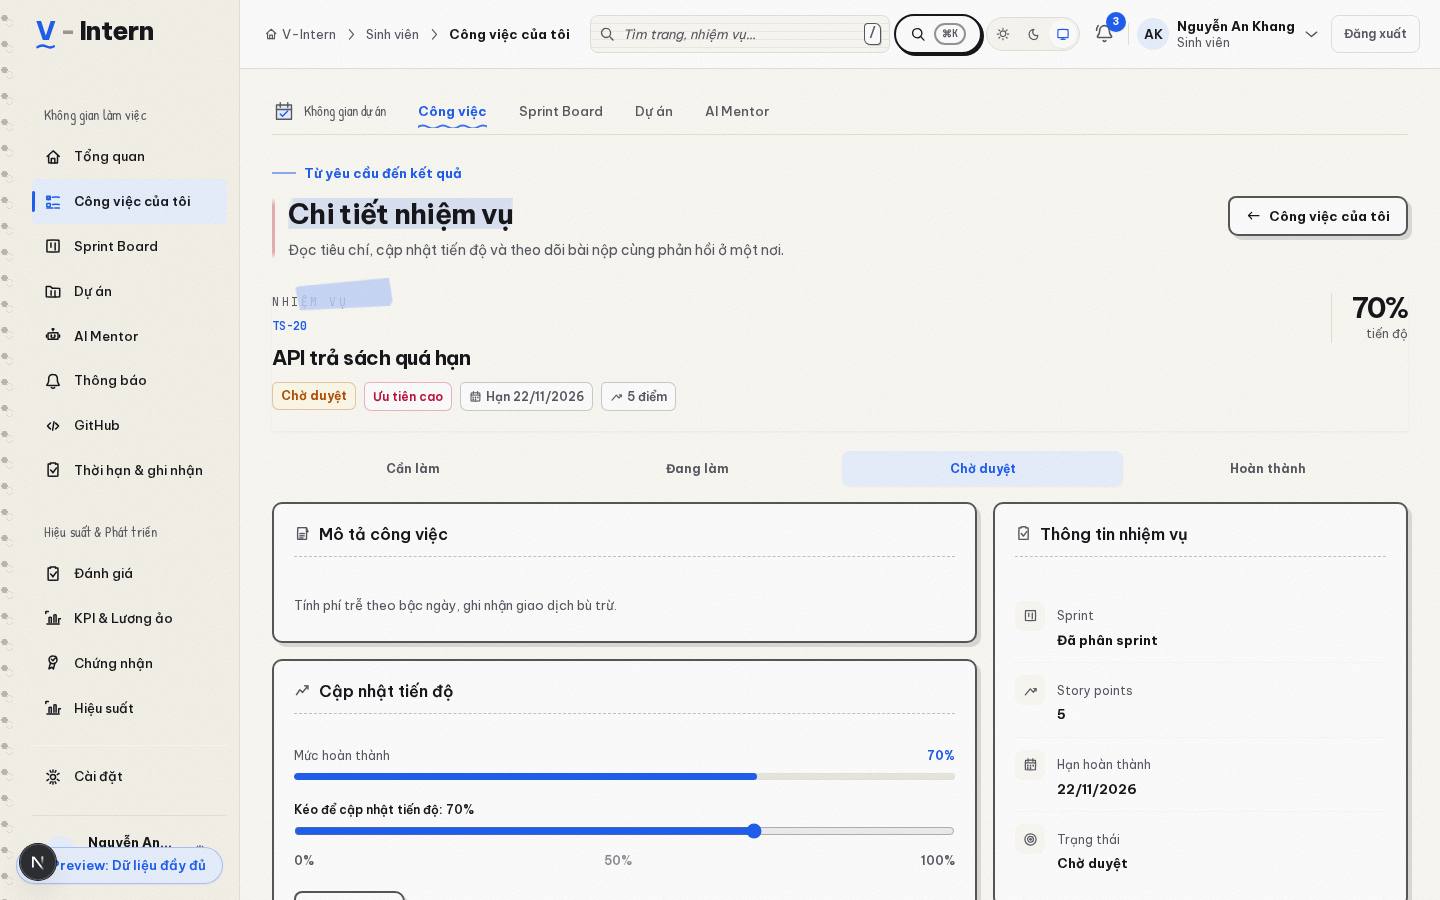 V - Intern
V-Intern
Sinh viên
Công việc của tôi
Tìm trang, nhiệm vụ...
/
⌘K
3
AK
Nguyễn An Khang
Sinh viên
Đăng xuất
Không gian làm việc
Tổng quan
Công việc của tôi
Sprint Board
Dự án
AI Mentor
Thông báo
GitHub
Thời hạn & ghi nhận
Hiệu suất & Phát triển
Đánh giá
KPI & Lương ảo
Chứng nhận
Hiệu suất
Cài đặt
Nguyễn An...
N
Preview: Dữ liệu đầy đủ
Không gian dự án
Công việc
Sprint Board
Dự án
AI Mentor
Từ yêu cầu đến kết quả
Chi tiết nhiệm vụ
Đọc tiêu chí, cập nhật tiến độ và theo dõi bài nộp cùng phản hồi ở một nơi.
Công việc của tôi
NHIỆM VỤ
TS-20
API trả sách quá hạn
Chờ duyệt
Ưu tiên cao
Hạn 22/11/2026
5 điểm
70%
tiến độ
Cần làm
Đang làm
Chờ duyệt
Hoàn thành
Mô tả công việc
Tính phí trễ theo bậc ngày, ghi nhận giao dịch bù trừ.
Cập nhật tiến độ
Mức hoàn thành
70%
Kéo để cập nhật tiến độ: 70%
0%
50%
100%
Thông tin nhiệm vụ
Sprint
Đã phân sprint
Story points
5
Hạn hoàn thành
22/11/2026
Trạng thái
Chờ duyệt